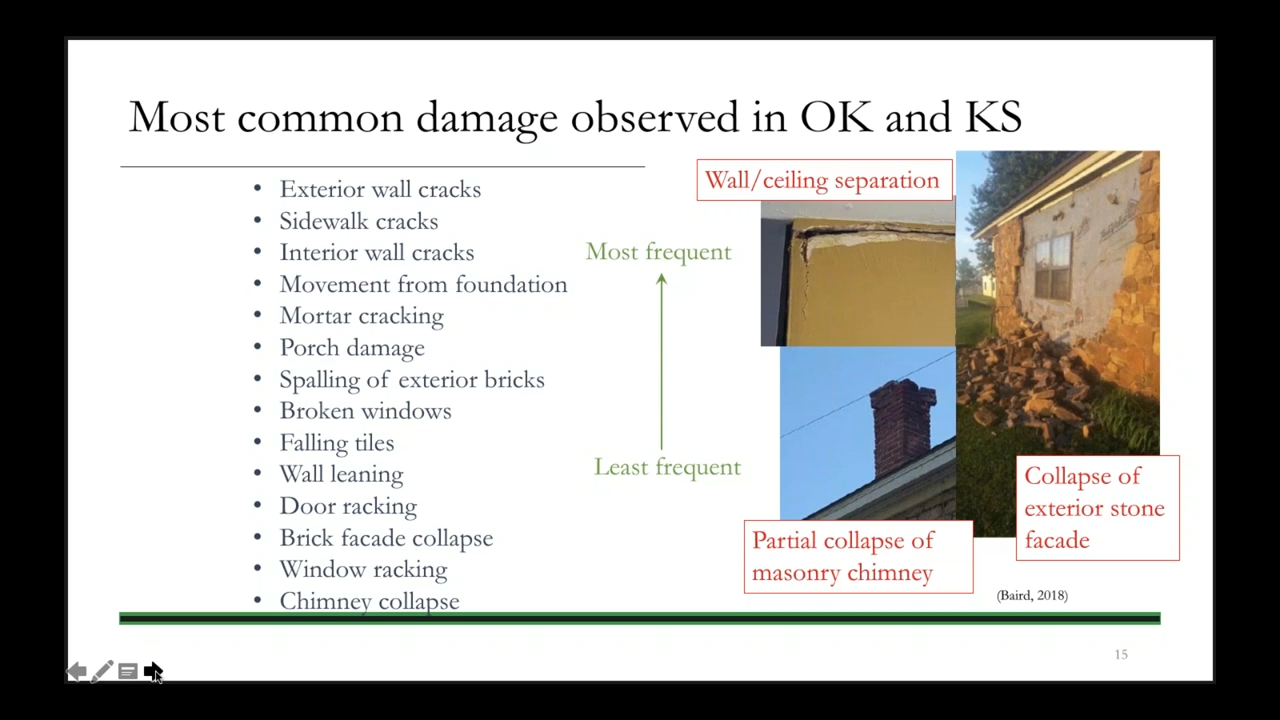 Most common damage observed in OK and KS
• Exterior wall cracks
• Sidewalk cracks
• Interior wall cracks
• Movement from foundation
• Mortar cracking
• Porch damage
• Spalling of exterior bricks
• Broken windows
• Falling tiles
• Wall leaning
• Door racking
• Brick facade collapse
• Window racking
• Chimney collapse
Most frequent
Least frequent
Wall/ceiling separation
Partial collapse of
masonry chimney
Collapse of
exterior stone
facade
(Baird, 2018)
15